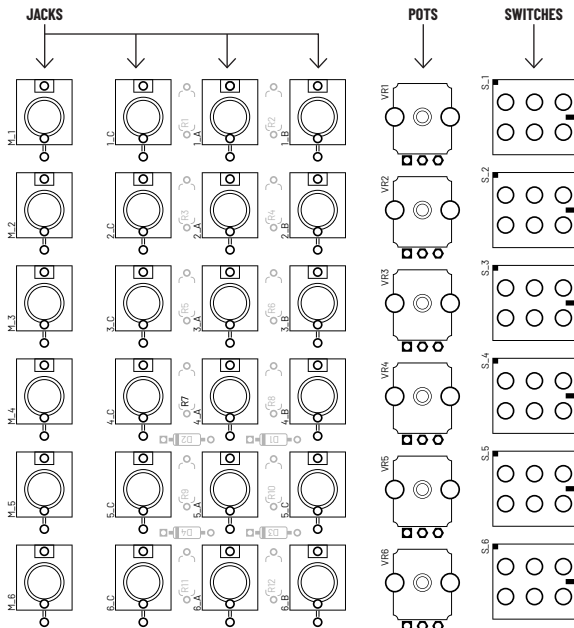 JACKS
POTS
SWITCHES
M_1
1_C
R1
1_A
R2
1_B
VR1
S_1
M_2
2_C
R3
2_A
R4
2_B
VR2
S_2
M_3
3_C
R5
3_A
R6
3_B
VR3
S_3
M_4
4_C
R7
4_A
R8
4_B
VR4
S_4
D2
D1
M_5
5_C
R9
5_A
R10
5_C
VR5
S_5
D4
D3
M_6
6_C
R11
6_A
R12
6_B
VR6
S_6